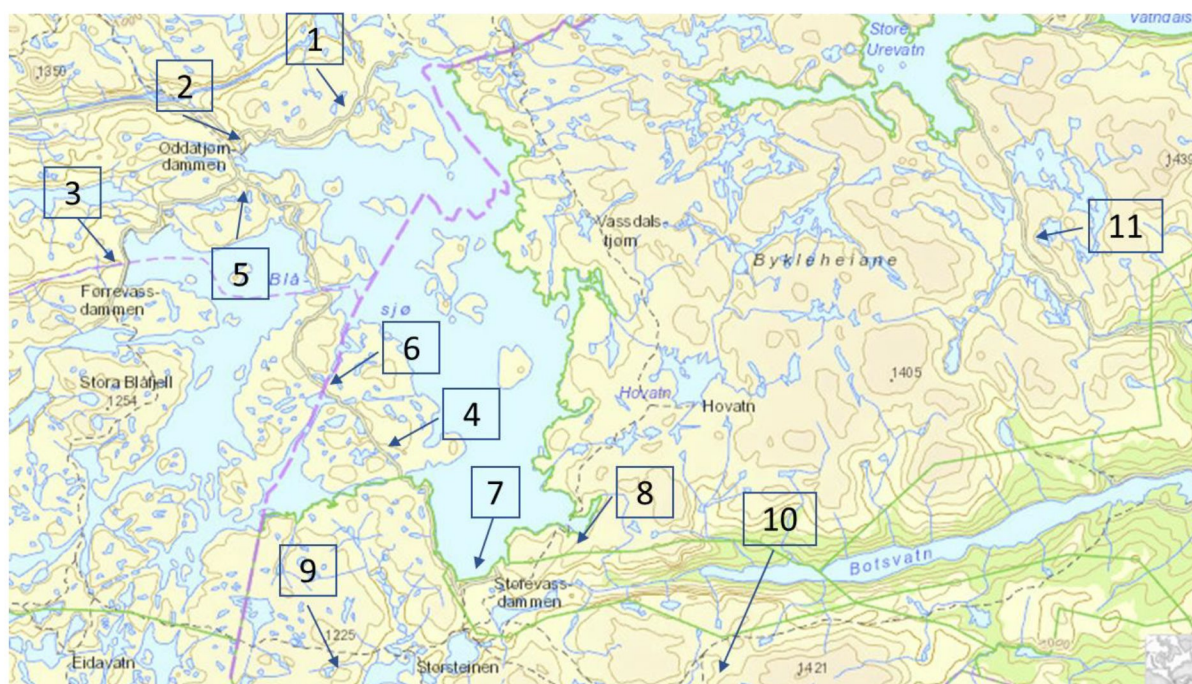 1
Store
Urevatn
Vatndals-
1350
2
Oddatjørn-
dammen
1439
3
Vassdals-
tjørn
11
5
Blå-
Bykleheiane
Førrevass-
dammen
sjø
6
Stora Blåfjell
1254
1405
Hovatn
Hovatn
4
7
8
10
Botsvatn
9
Storevass-
dammen
1225
Eidavatn
Storsteinen
1421